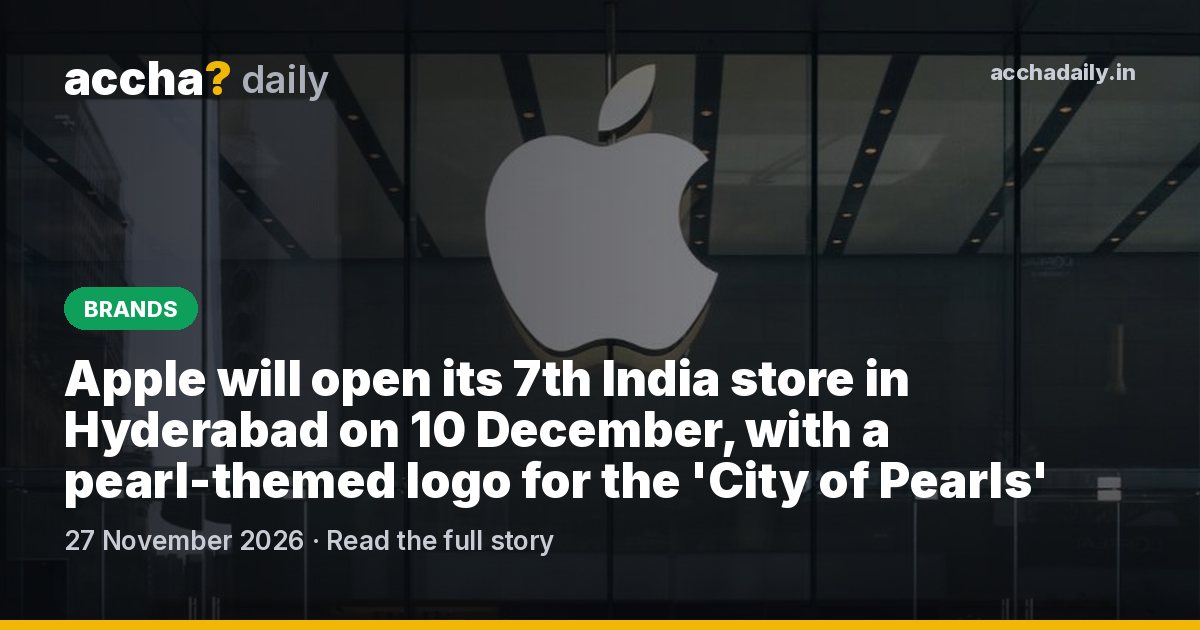 accha? daily
acchadaily.in
BRANDS
Apple will open its 7th India store in
Hyderabad on 10 December, with a
pearl-themed logo for the 'City of Pearls'
27 November 2026 · Read the full story